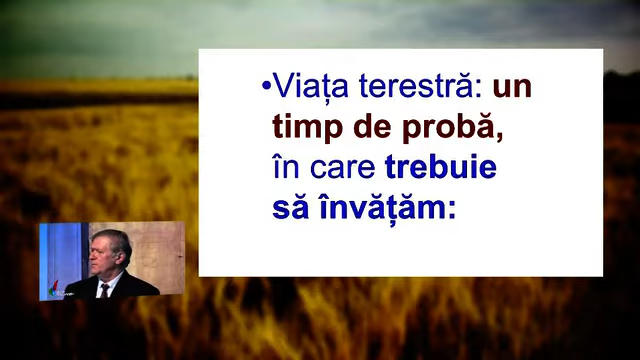 •Viața terestră: un
timp de probă,
în care trebuie
să învățăm: